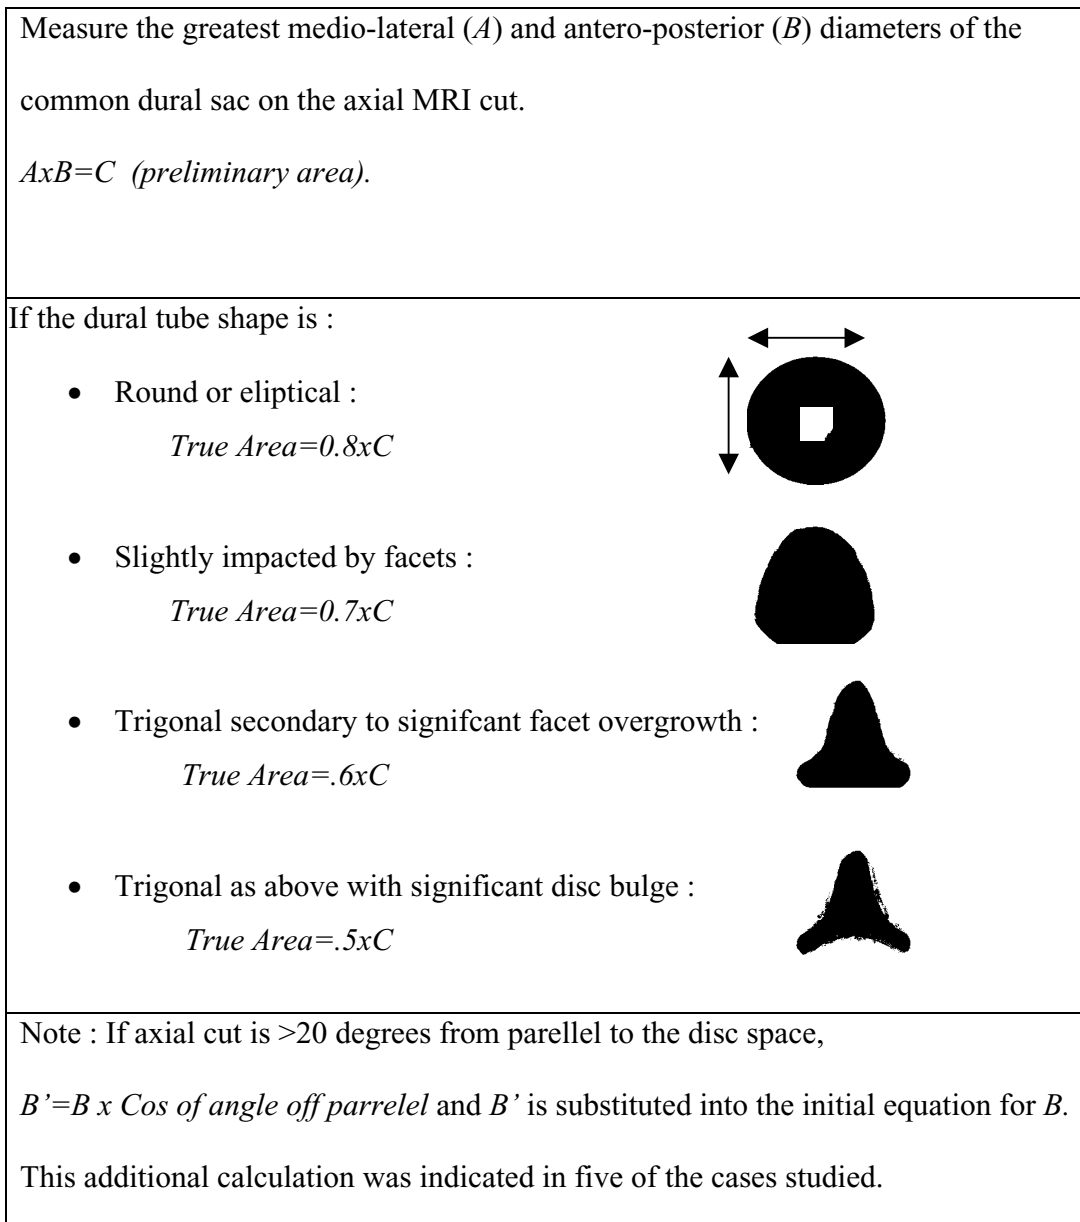 Measure the greatest medio-lateral (A) and antero-posterior (B) diameters of the
common dural sac on the axial MRI cut.
AxB=C (preliminary area).
If the dural tube shape is :
• Round or eliptical :
True Area=0.8xC
• Slightly impacted by facets :
True Area=0.7xC
• Trigonal secondary to signifcant facet overgrowth :
True Area=.6xC
• Trigonal as above with significant disc bulge :
True Area=.5xC
Note : If axial cut is >20 degrees from parellel to the disc space,
B’=B x Cos of angle off parrelel and B’ is substituted into the initial equation for B.
This additional calculation was indicated in five of the cases studied.